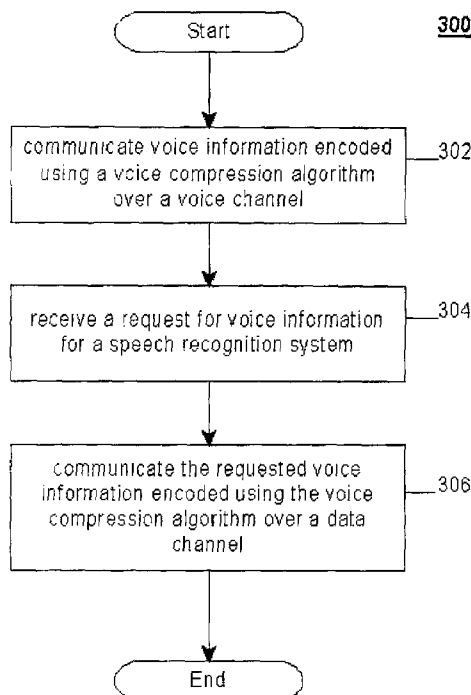 Start
300
communicate voice information encoded
using a voice compression algorithm
over a voice channel
302
receive a request for voice information
for a speech recognition system
304
communicate the requested voice
information encoded using the voice
compression algorithm over a data
channel
306
End